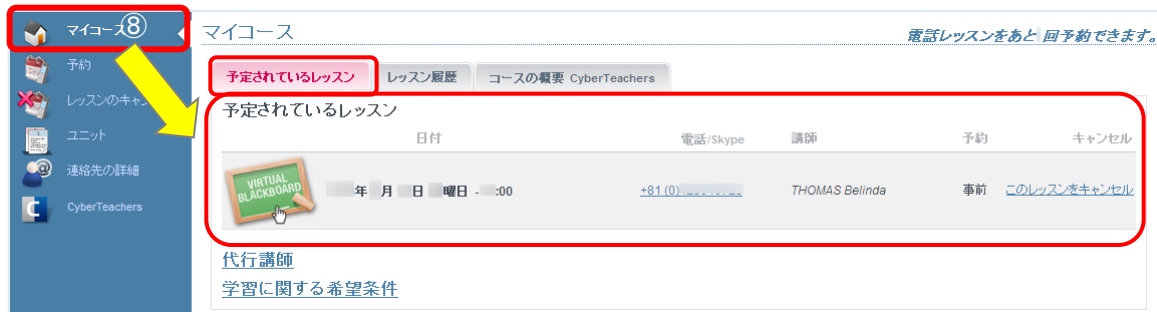 マイコース⑧
予約
レッスンのキャン
ユニット
連絡先の詳細
CyberTeachers
マイコース
電話レッスンをあと 回予約できます。
予定されているレッスン レッスン履歴 コースの概要 CyberTeachers
予定されているレッスン
日付 電話/Skype 講師 予約 キャンセル
VIRTUAL BLACKBOARD
年 月 日 曜日 - :00 +81 (0) THOMAS Belinda 事前 このレッスンをキャンセル
代行講師
学習に関する希望条件